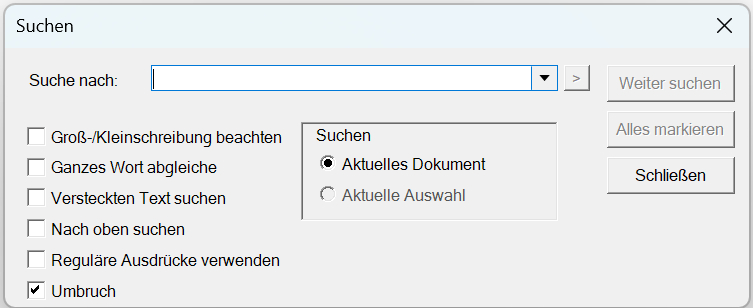 Suchen
Suche nach:
>
Weiter suchen
Alles markieren
Schließen
Groß-/Kleinschreibung beachten
Ganzes Wort abgleiche
Versteckten Text suchen
Nach oben suchen
Reguläre Ausdrücke verwenden
Umbruch
Suchen
Aktuelles Dokument
Aktuelle Auswahl